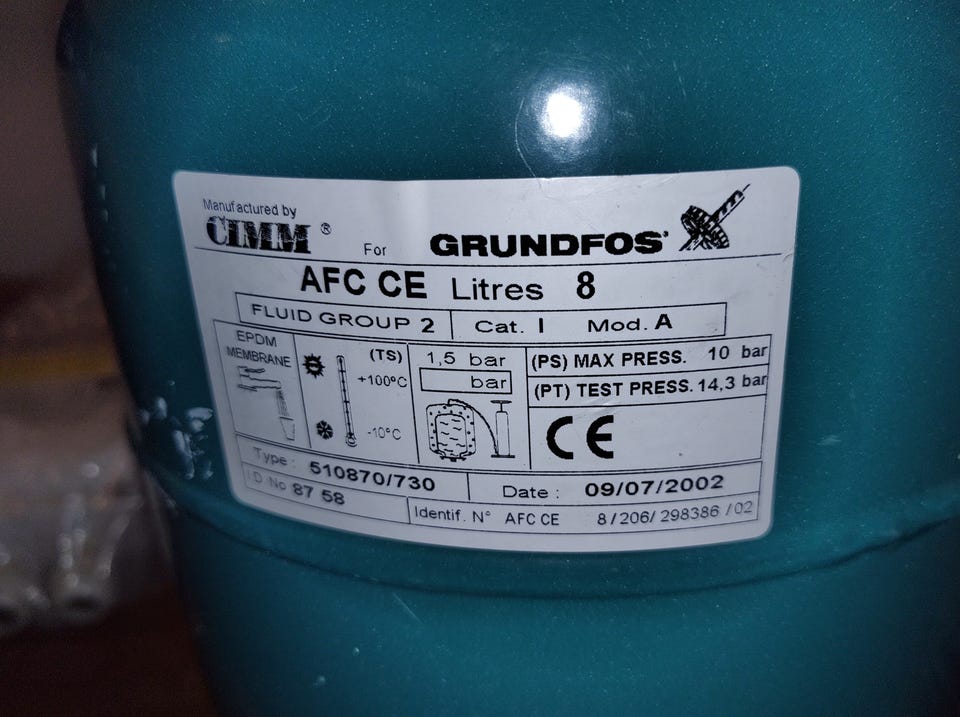 Manufactured by
CIMM ®
For GRUNDFOS®
AFC CE Litres 8
FLUID GROUP 2 Cat. I Mod. A
EPDM
MEMBRANE
(TS)
+100°C
-10°C
1,5 bar
bar
(PS) MAX PRESS. 10 bar
(PT) TEST PRESS. 14,3 bar
CE
Type : 510870/730
ID No 87 58
Date : 09/07/2002
Identif. N° AFC CE 8/206/298386/02